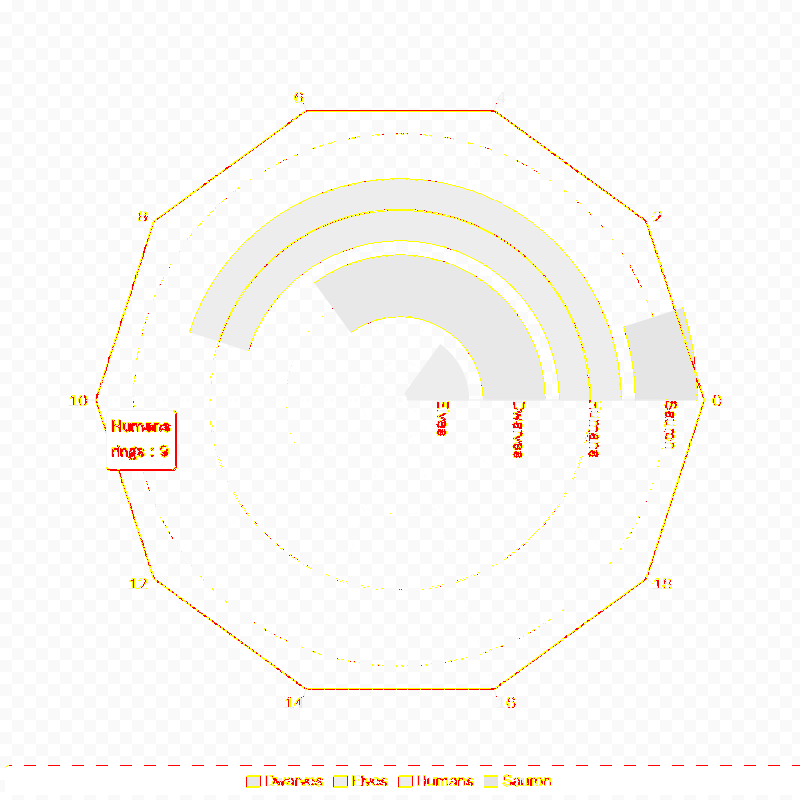 6
8
2
10
0
Humans
rings : 9
Elves
Dwarves
Humans
Sauron
12
18
14
16
Dwarves Elves Humans Sauron